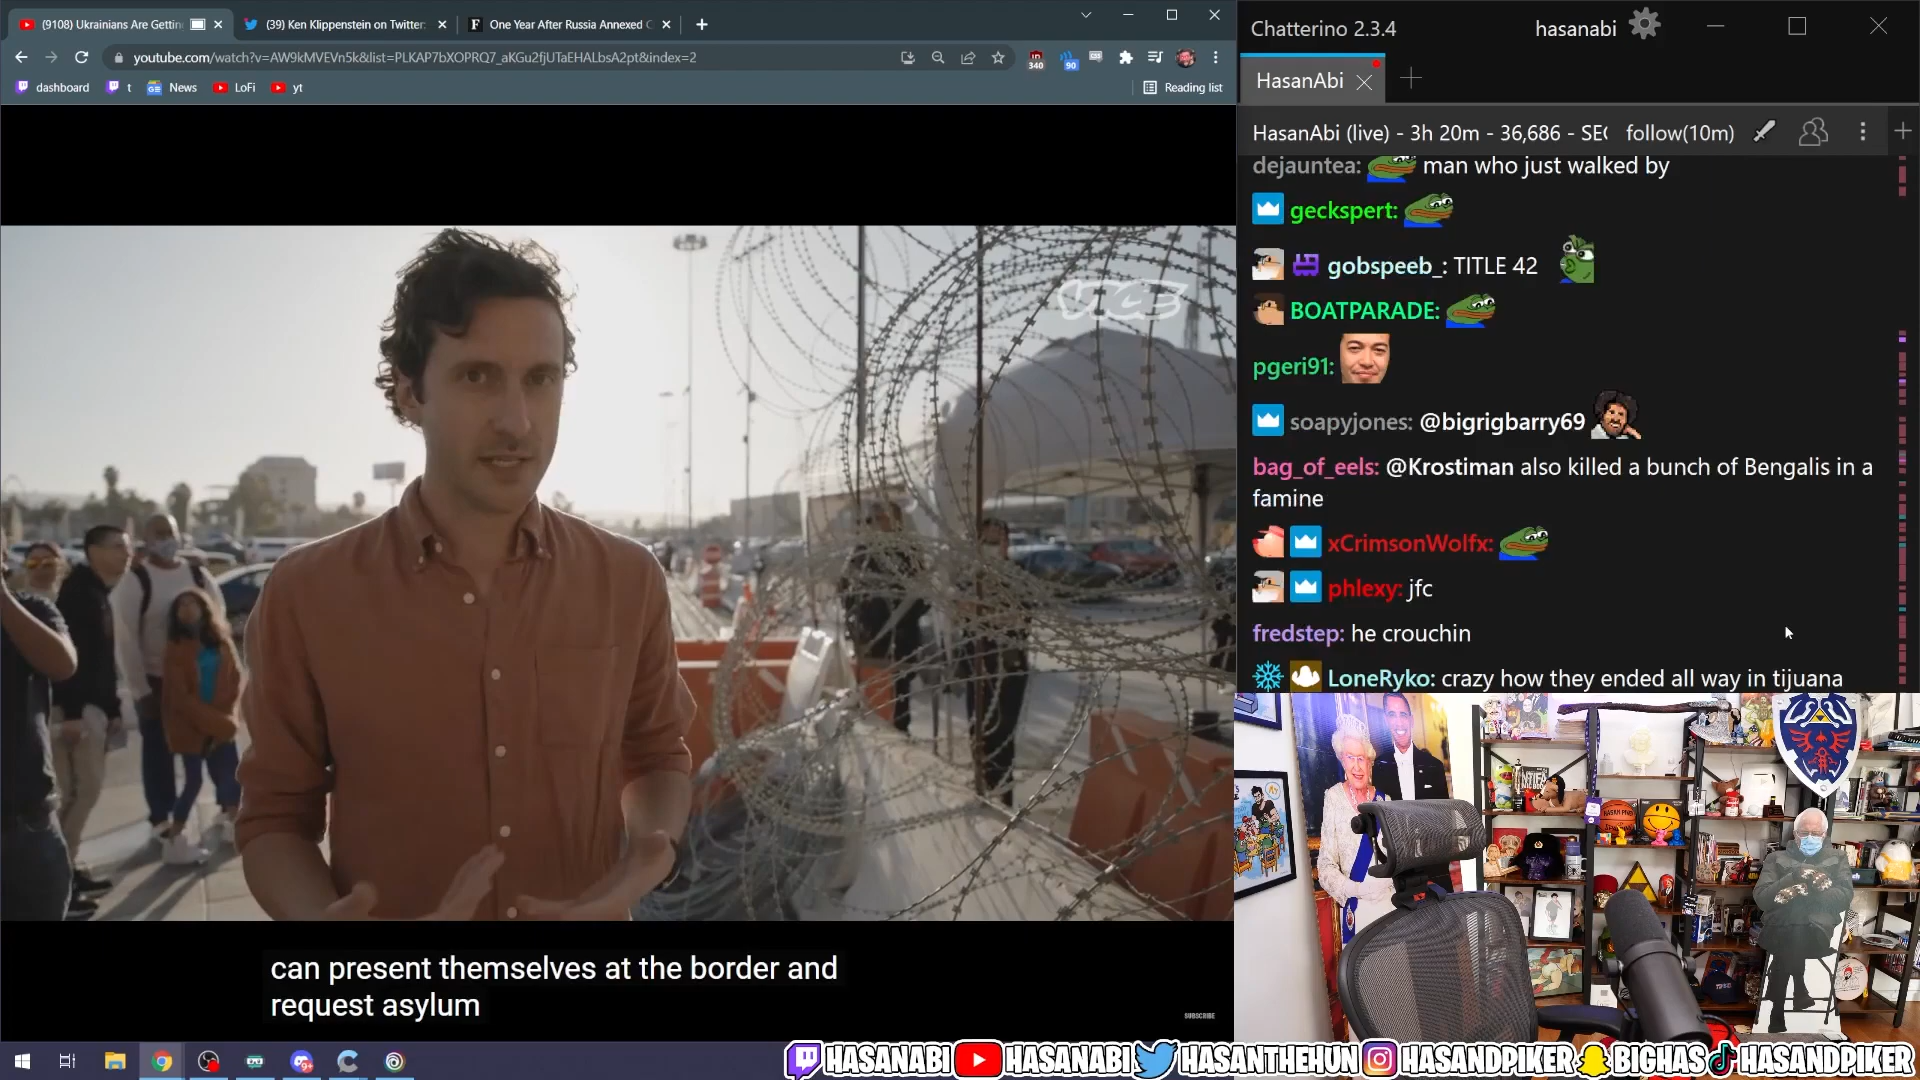 (9108) Ukrainians Are Gettin
(39) Ken Klippenstein on Twitter:
One Year After Russia Annexed C
youtube.com/watch?v=AW9kMVEVn5k&list=PLKAP7bXOPRQ7_aKGu2fjUTaEHALbsA2pt&index=2
340
90
dashboard
t
News
LoFi
yt
Reading list
VICE
can present themselves at the border and
request asylum
SUBSCRIBE
Chatterino 2.3.4
hasanabi
HasanAbi
HasanAbi (live) - 3h 20m - 36,686 - SE
follow(10m)
dejauntea: man who just walked by
geckspert:
gobspeeb_: TITLE 42
BOATPARADE:
pgeri91:
soapyjones: @bigrigbarry69
bag_of_eels: @Krostiman also killed a bunch of Bengalis in a
famine
xCrimsonWolfx:
phlexy: jfc
fredstep: he crouchin
LoneRyko: crazy how they ended all way in tijuana
HASANABI HASANABI HASANTHEHUN HASANDPIKER BIGHAS HASANDPIKER